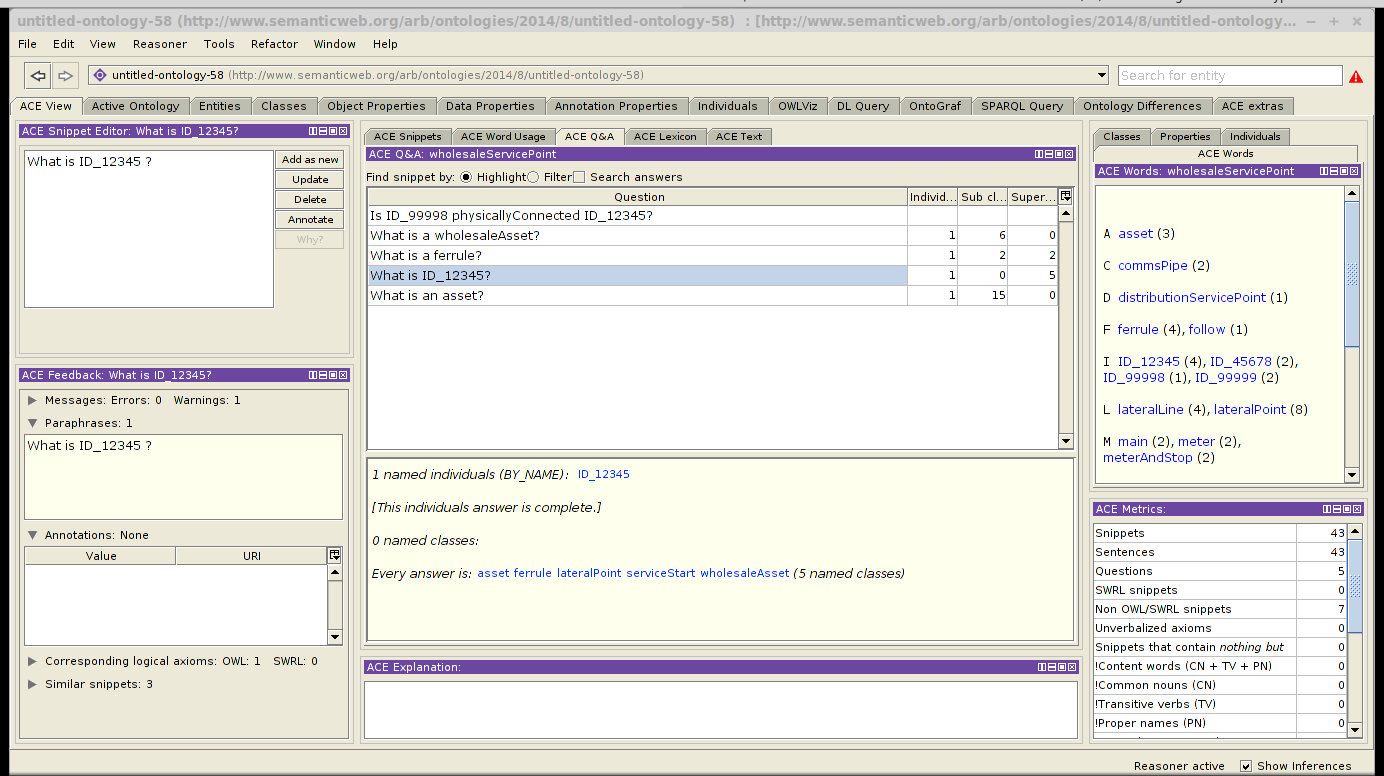 untitled-ontology-58 (http://www.semanticweb.org/arb/ontologies/2014/8/untitled-ontology-58) : [http://www.semanticweb.org/arb/ontologies/2014/8/untitled-ontology...
File Edit View Reasoner Tools Refactor Window Help
untitled-ontology-58 (http://www.semanticweb.org/arb/ontologies/2014/8/untitled-ontology-58)
Search for entity
ACE View Active Ontology Entities Classes Object Properties Data Properties Annotation Properties Individuals OWLViz DL Query OntoGraf SPARQL Query Ontology Differences ACE extras
ACE Snippet Editor: What is ID_12345?
What is ID_12345 ?
Add as new
Update
Delete
Annotate
Why?
ACE Feedback: What is ID_12345?
Messages: Errors: 0 Warnings: 1
Paraphrases: 1
What is ID_12345 ?
Annotations: None
Value URI
Corresponding logical axioms: OWL: 1 SWRL: 0
Similar snippets: 3
ACE Snippets ACE Word Usage ACE Q&A ACE Lexicon ACE Text
ACE Q&A: wholesaleServicePoint
Find snippet by: Highlight Filter Search answers
Question Individ... Sub cl... Super...
Is ID_99998 physicallyConnected ID_12345?
What is a wholesaleAsset? 1 6 0
What is a ferrule? 1 2 2
What is ID_12345? 1 0 5
What is an asset? 1 15 0
1 named individuals (BY_NAME): ID_12345
[This individuals answer is complete.]
0 named classes:
Every answer is: asset ferrule lateralPoint serviceStart wholesaleAsset (5 named classes)
ACE Explanation:
Classes Properties Individuals
ACE Words
ACE Words: wholesaleServicePoint
A asset (3)
C commsPipe (2)
D distributionServicePoint (1)
F ferrule (4), follow (1)
I ID_12345 (4), ID_45678 (2),
ID_99998 (1), ID_99999 (2)
L lateralLine (4), lateralPoint (8)
M main (2), meter (2),
meterAndStop (2)
ACE Metrics:
Snippets 43
Sentences 43
Questions 5
SWRL snippets 0
Non OWL/SWRL snippets 7
Unverbalized axioms 0
Snippets that contain nothing but 0
!Content words (CN + TV + PN) 0
!Common nouns (CN) 0
!Transitive verbs (TV) 0
!Proper names (PN) 0
Reasoner active Show Inferences